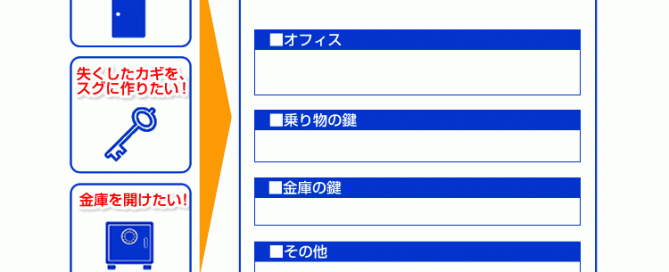 失くしたカギを、
スグに作りたい!
金庫を開けたい!
■オフィス
■乗り物の鍵
■金庫の鍵
■その他